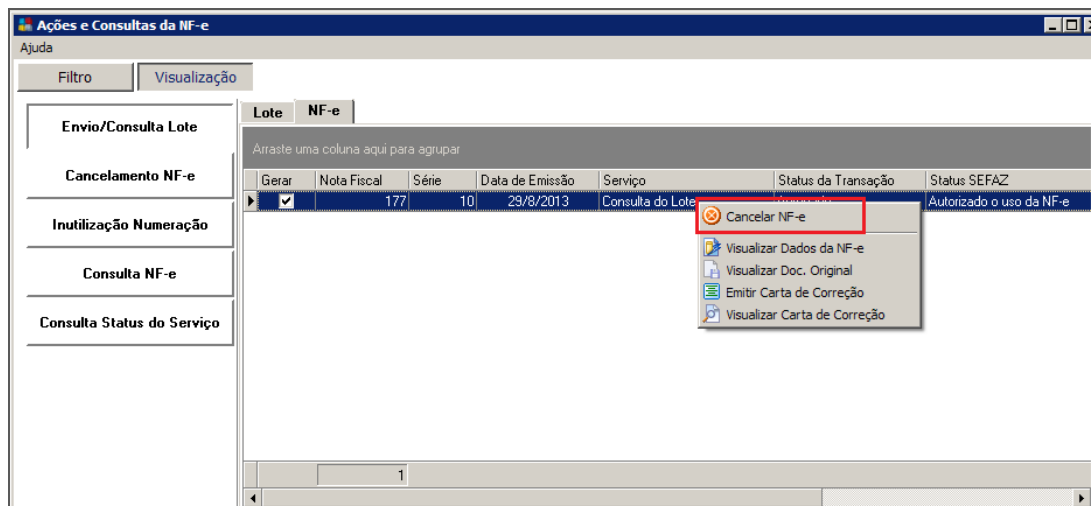 Ações e Consultas da NF-e
Ajuda
Filtro Visualização
Envio/Consulta Lote
Cancelamento NF-e
Inutilização Numeração
Consulta NF-e
Consulta Status do Serviço
Lote NF-e
Arraste uma coluna aqui para agrupar
Gerar Nota Fiscal Série Data de Emissão Serviço Status da Transação Status SEFAZ
177 10 29/8/2013 Consulta do Lote Autorizado o uso da NF-e
Cancelar NF-e
Visualizar Dados da NF-e
Visualizar Doc. Original
Emitir Carta de Correção
Visualizar Carta de Correção
1